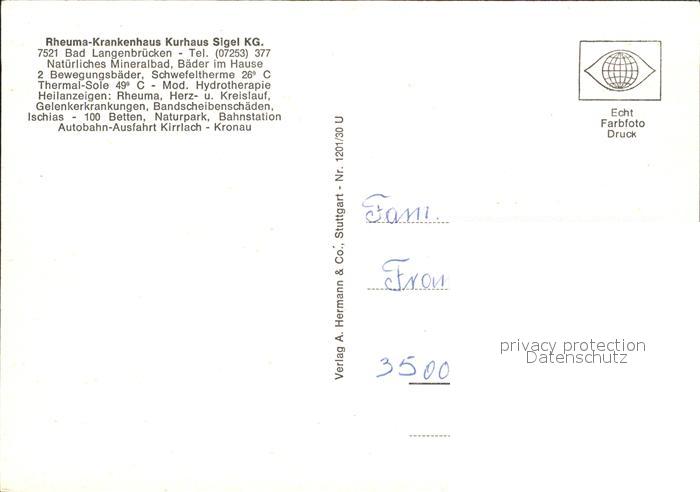 Rheuma-Krankenhaus Kurhaus Sigel KG.
7521 Bad Langenbrücken - Tel. (07253) 377
Natürliches Mineralbad, Bäder im Hause
2 Bewegungsbäder, Schwefeltherme 26° C
Thermal-Sole 49° C - Mod. Hydrotherapie
Heilanzeigen: Rheuma, Herz- u. Kreislauf,
Gelenkerkrankungen, Bandscheibenschäden,
Ischias - 100 Betten, Naturpark, Bahnstation
Autobahn-Ausfahrt Kirrlach - Kronau
Verlag A. Hermann & Co., Stuttgart - Nr. 1201/30 U
Echt
Farbfoto
Druck
Fam.
3500
privacy protection
Datenschutz